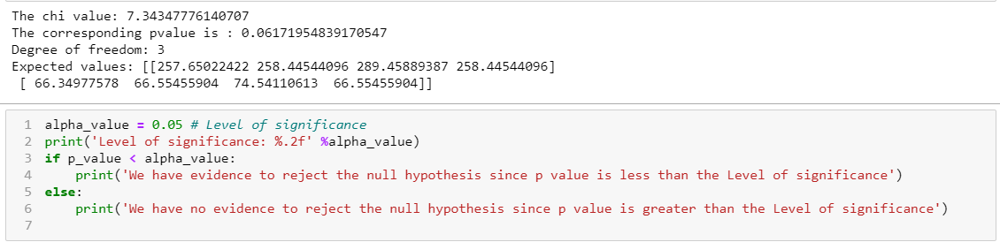 The chi value: 7.34347776140707
The corresponding pvalue is : 0.06171954839170547
Degree of freedom: 3
Expected values: [[257.65022422 258.44544096 289.45889387 258.44544096]
 [ 66.34977578  66.55455904  74.54110613  66.55455904]]
1 alpha_value = 0.05 # Level of significance
2 print('Level of significance: %.2f' %alpha_value)
3 if p_value < alpha_value:
4     print('We have evidence to reject the null hypothesis since p value is less than the Level of significance')
5 else:
6     print('We have no evidence to reject the null hypothesis since p value is greater than the Level of significance')
7